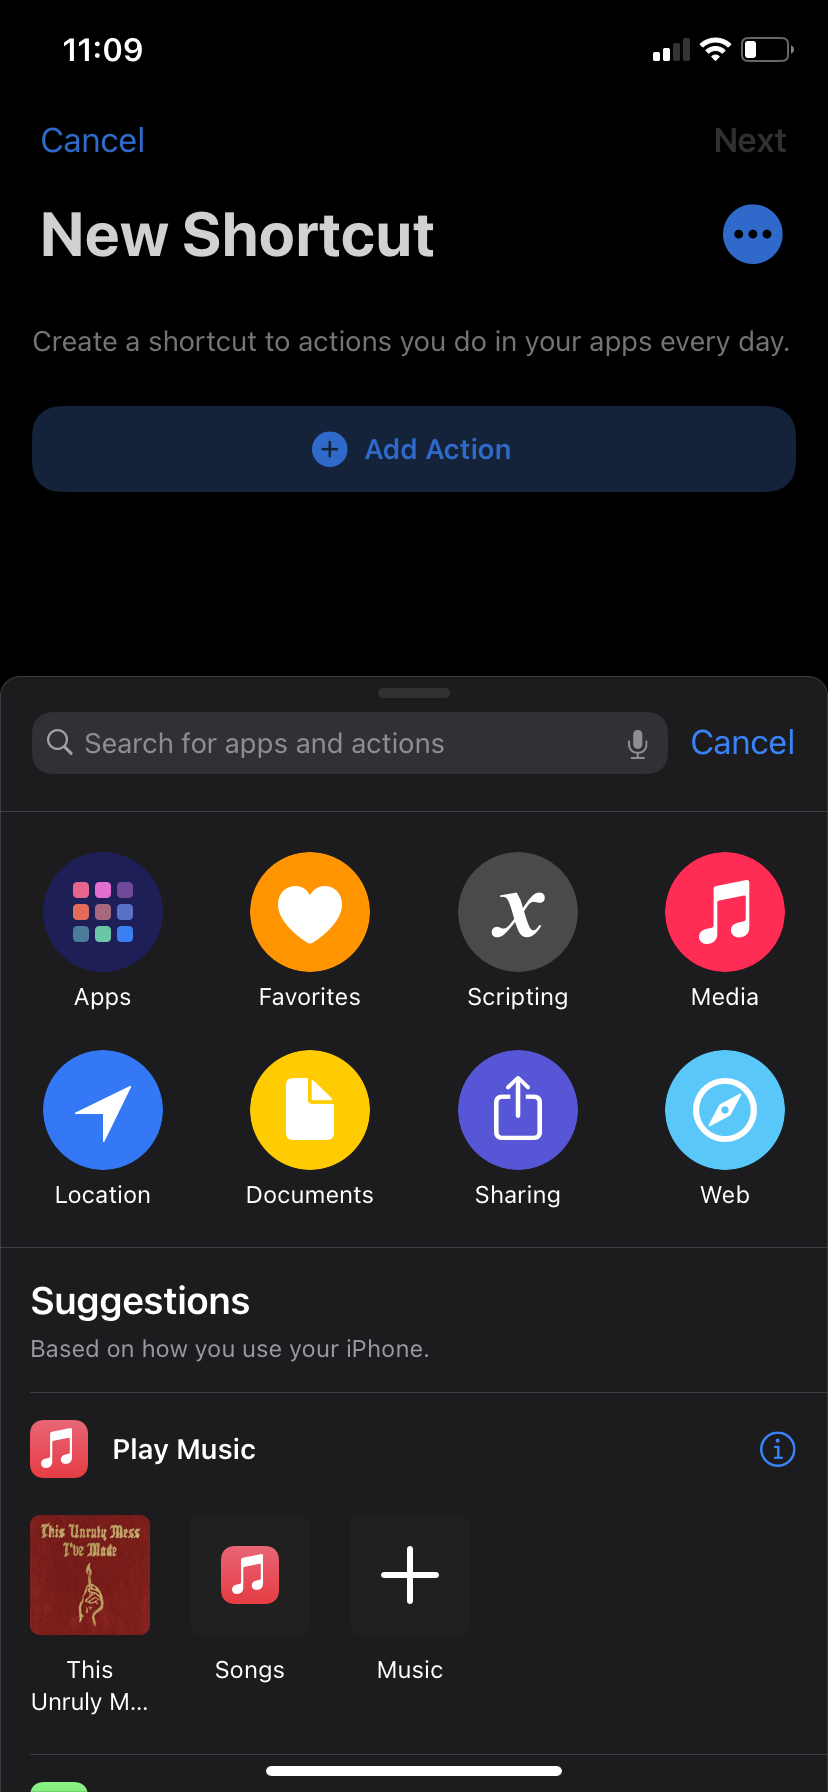 11:09
Cancel
Next
New Shortcut
Create a shortcut to actions you do in your apps every day.
Add Action
Search for apps and actions
Cancel
Apps
Favorites
Scripting
Media
Location
Documents
Sharing
Web
Suggestions
Based on how you use your iPhone.
Play Music
This Unruly Mess
I've Made
This
Unruly M...
Songs
Music